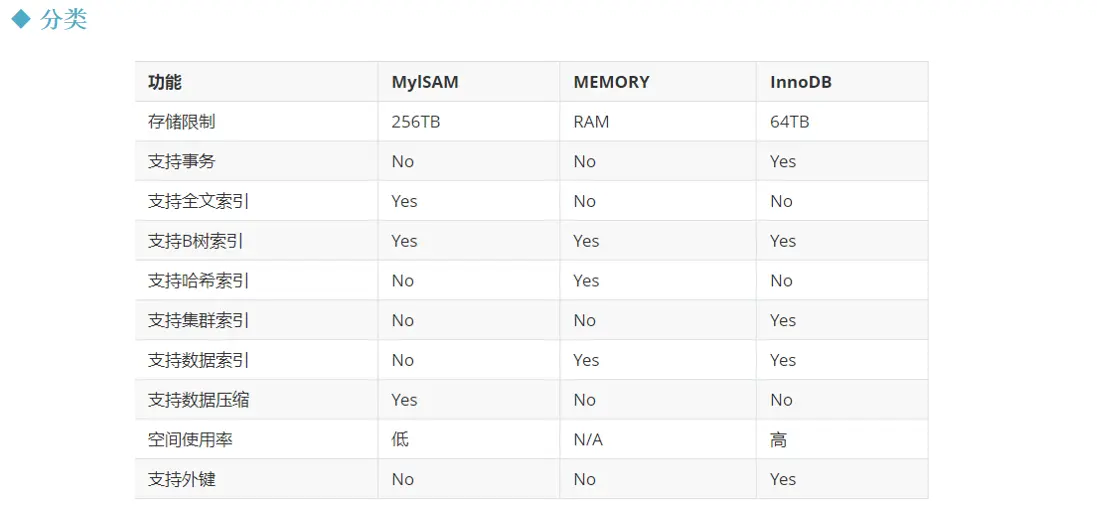 分类
功能 MylSAM MEMORY InnoDB
存储限制 256TB RAM 64TB
支持事务 No No Yes
支持全文索引 Yes No No
支持B树索引 Yes Yes Yes
支持哈希索引 No Yes No
支持集群索引 No No Yes
支持数据索引 No Yes Yes
支持数据压缩 Yes No No
空间使用率 低 N/A 高
支持外键 No No Yes